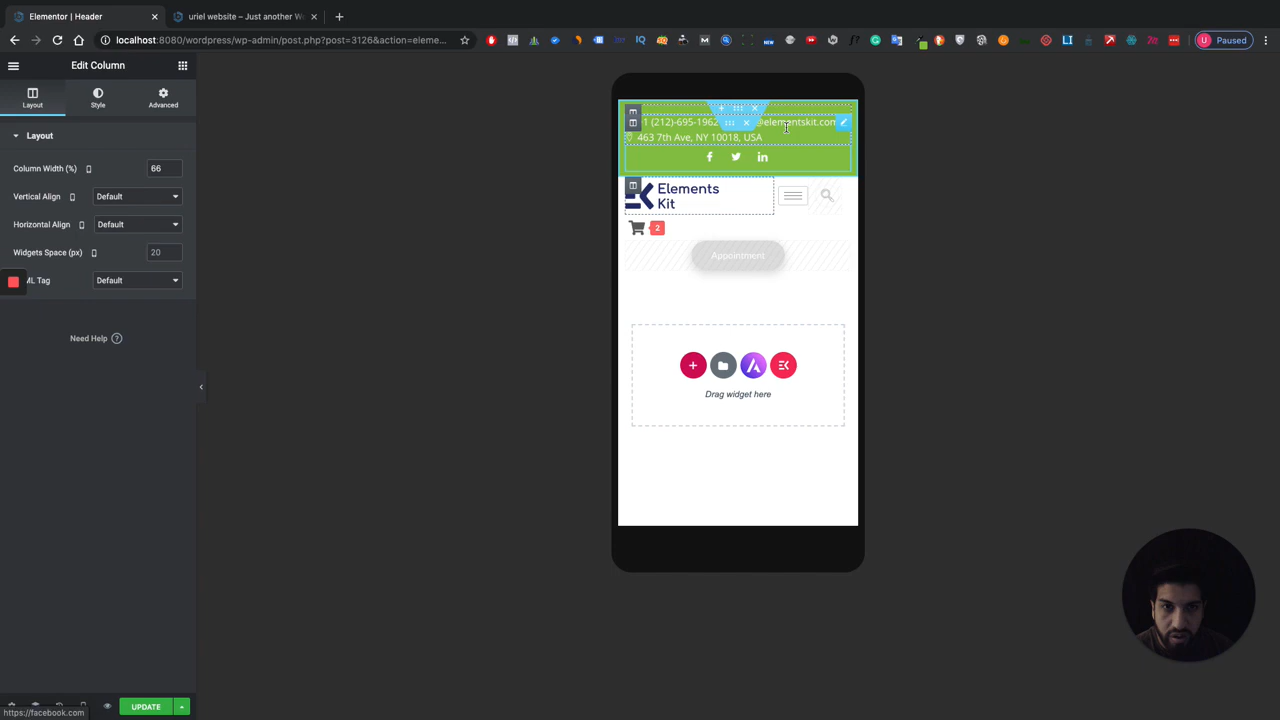 Elementor | Header
uriel website – Just another W
localhost:8080/wordpress/wp-admin/post.php?post=3126&action=eleme...
Paused
Edit Column
Layout
Style
Advanced
Layout
Column Width (%)
66
Vertical Align
Default
Horizontal Align
Default
Widgets Space (px)
20
ML Tag
Default
Need Help
UPDATE
https://facebook.com
1 (212)-695-1962
@elementskit.com
463 7th Ave, NY 10018, USA
Elements
Kit
2
Appointment
Drag widget here